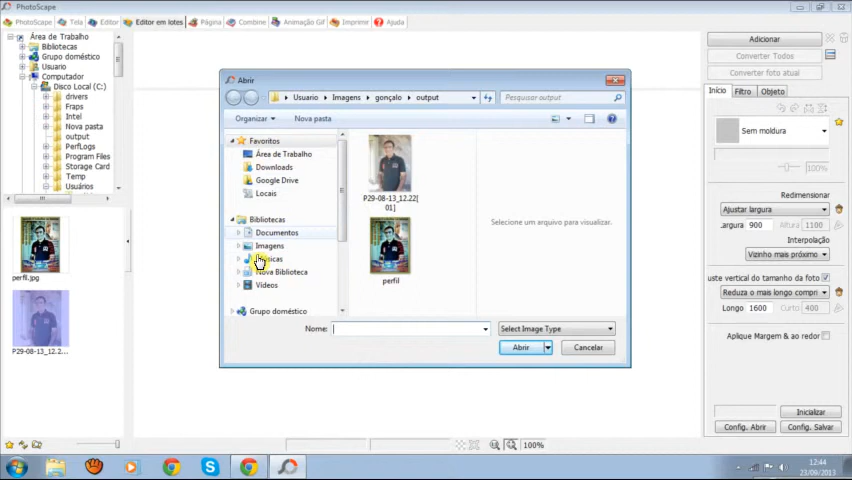 PhotoScape
PhotoScape Tela Editor Editor em lotes Página Combine Animação Gif Imprimir Ajuda
Área de Trabalho
Bibliotecas
Grupo doméstico
Usuario
Computador
Disco Local (C:)
drivers
Fraps
Intel
Nova pasta
output
PerfLogs
Program Files
Storage Card
Temp
Usuários
perfil.jpg
P29-08-13_12.2...
Abrir
Usuario Imagens gonçalo output
Pesquisar output
Organizar Nova pasta
Favoritos
Área de Trabalho
Downloads
Google Drive
Locais
Bibliotecas
Documentos
Imagens
Músicas
Nova Biblioteca
Vídeos
Grupo doméstico
P29-08-13_12.22[
01]
perfil
Selecione um arquivo para visualizar.
Nome: Select Image Type
Abrir Cancelar
Adicionar
Converter Todos
Converter foto atual
Início Filtro Objeto
Sem moldura
100%
Redimensionar
Ajustar largura
.argura 900 Altura 1100
Interpolação
Vizinho mais próximo
uste vertical do tamanho da foto
Reduza o mais longo compri
Longo 1600 Curto 400
Aplique Margem & ao redor
Inicializar
Config. Abrir Config. Salvar
100%
12:44
23/09/2013